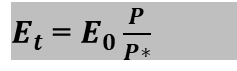 E_t = E_0 P/P*